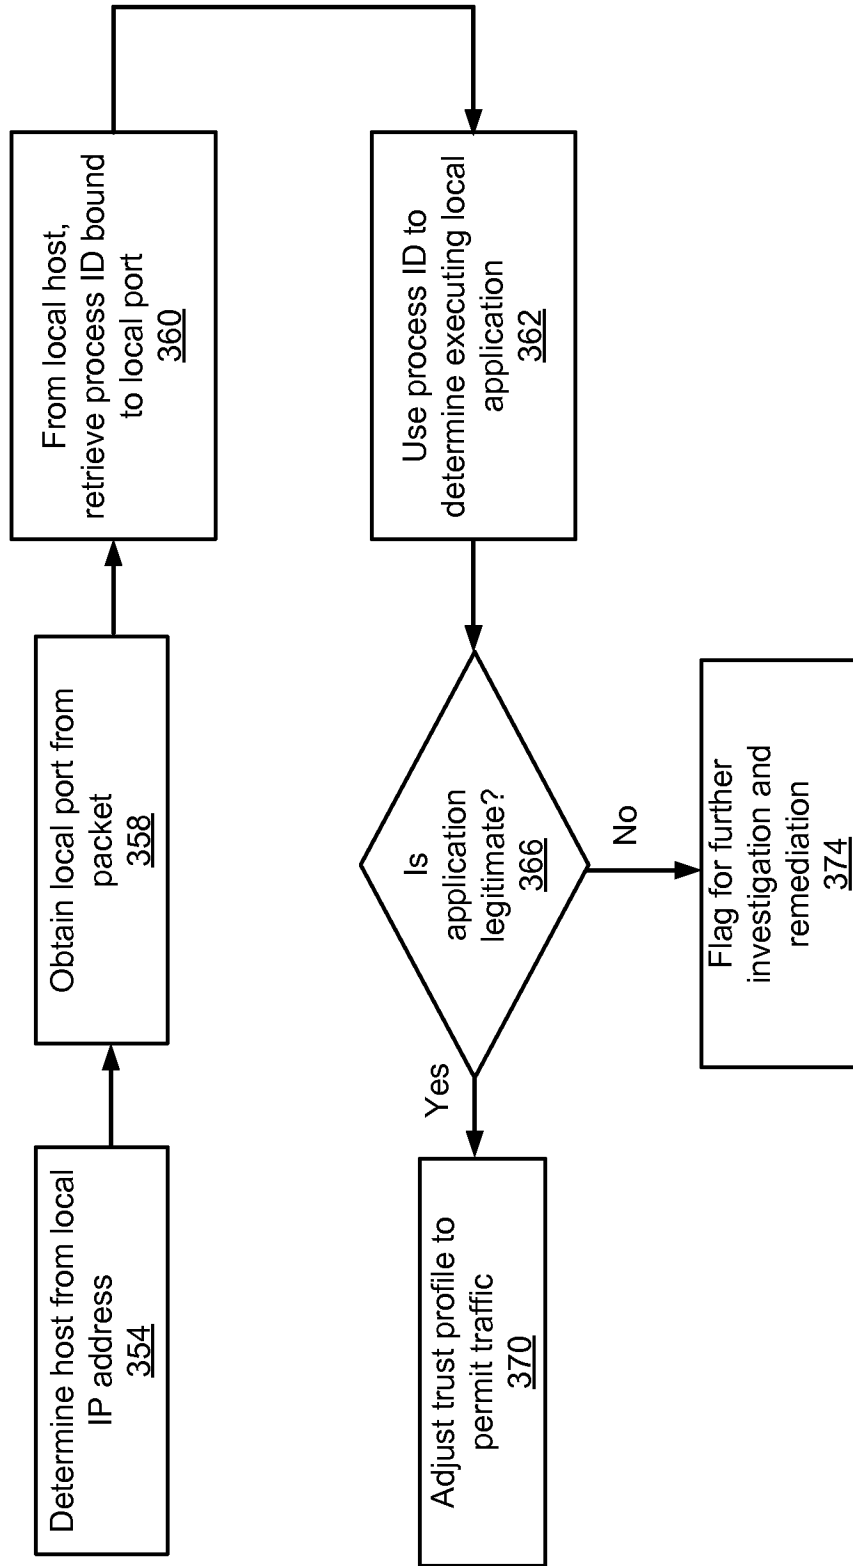 Determine host from local
IP address
354
Obtain local port from
packet
358
From local host,
retrieve process ID bound
to local port
360
Use process ID to
determine executing local
application
362
Is
application
legitimate?
366
Yes
No
Adjust trust profile to
permit traffic
370
Flag for further
investigation and
remediation
374